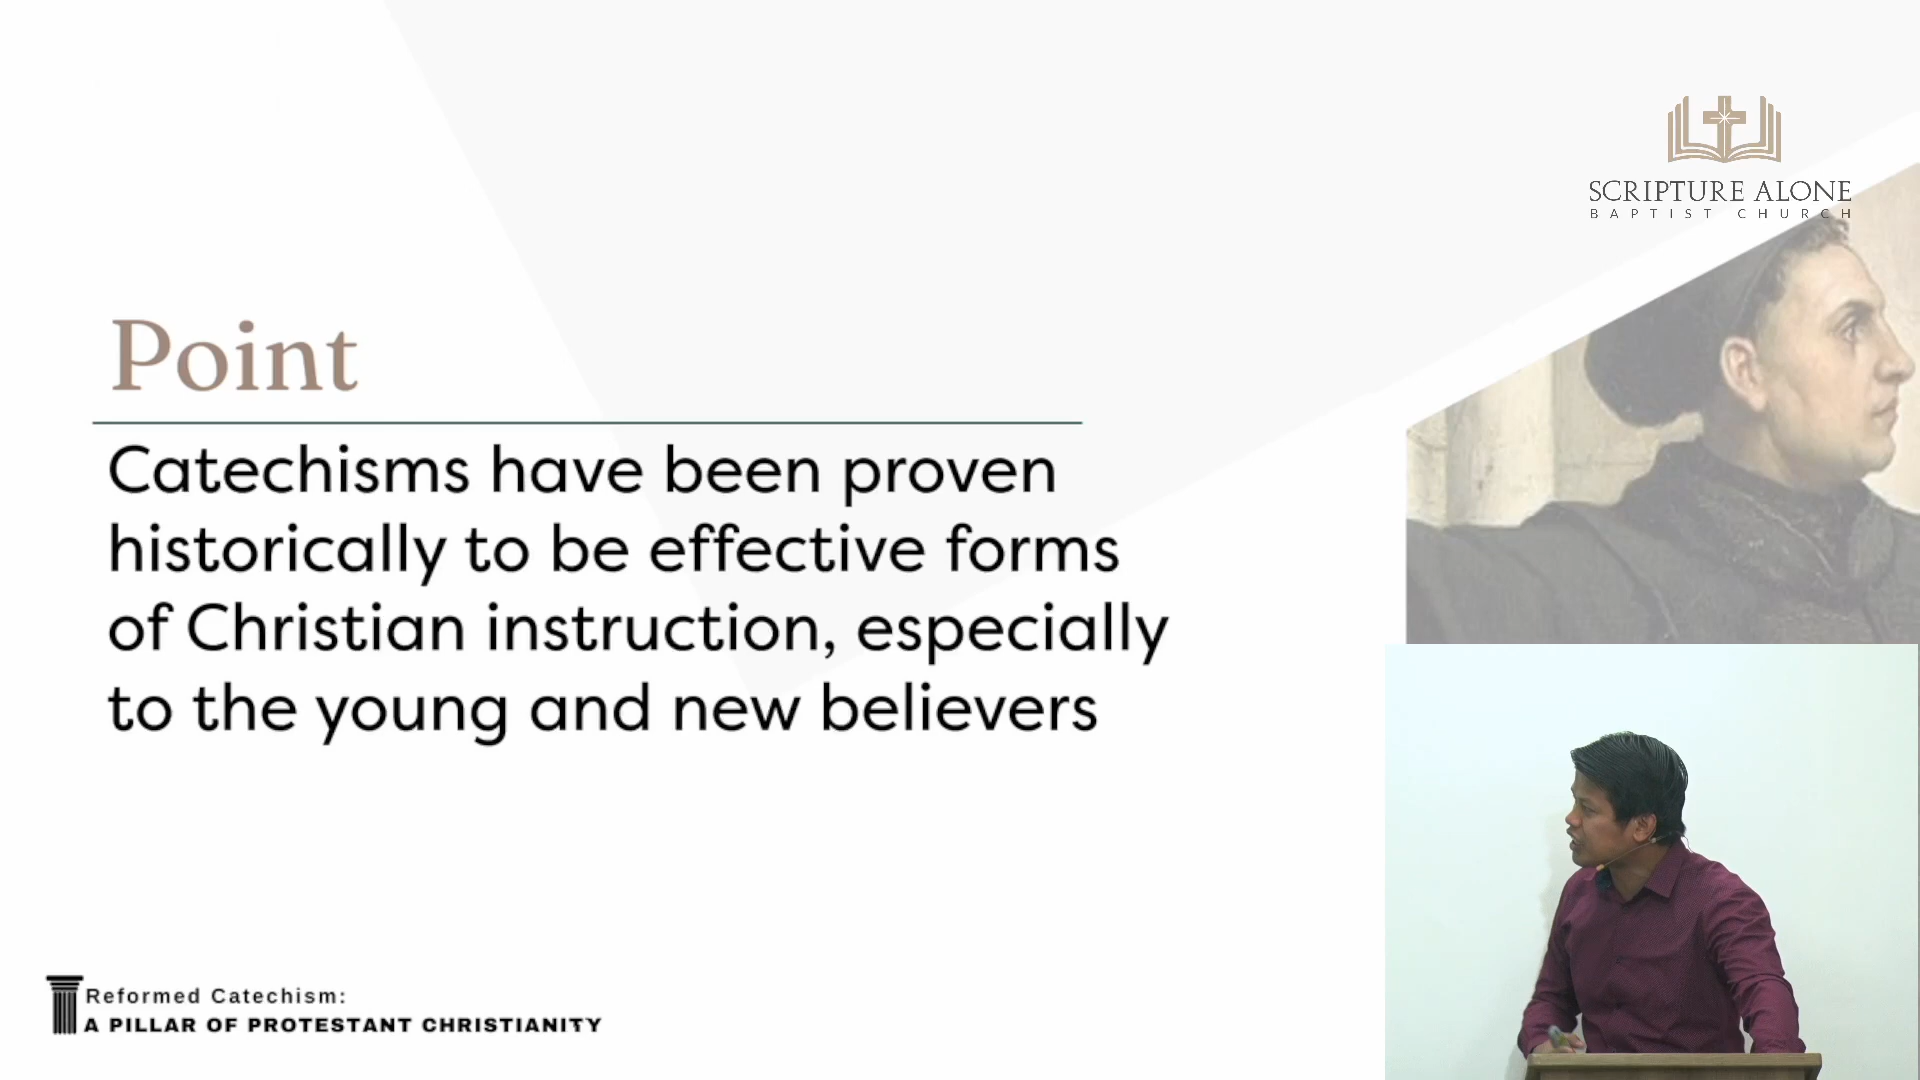 SCRIPTURE ALONE
BAPTIST CHURCH
Point
Catechisms have been proven
historically to be effective forms
of Christian instruction, especially
to the young and new believers
Reformed Catechism:
A PILLAR OF PROTESTANT CHRISTIANITY